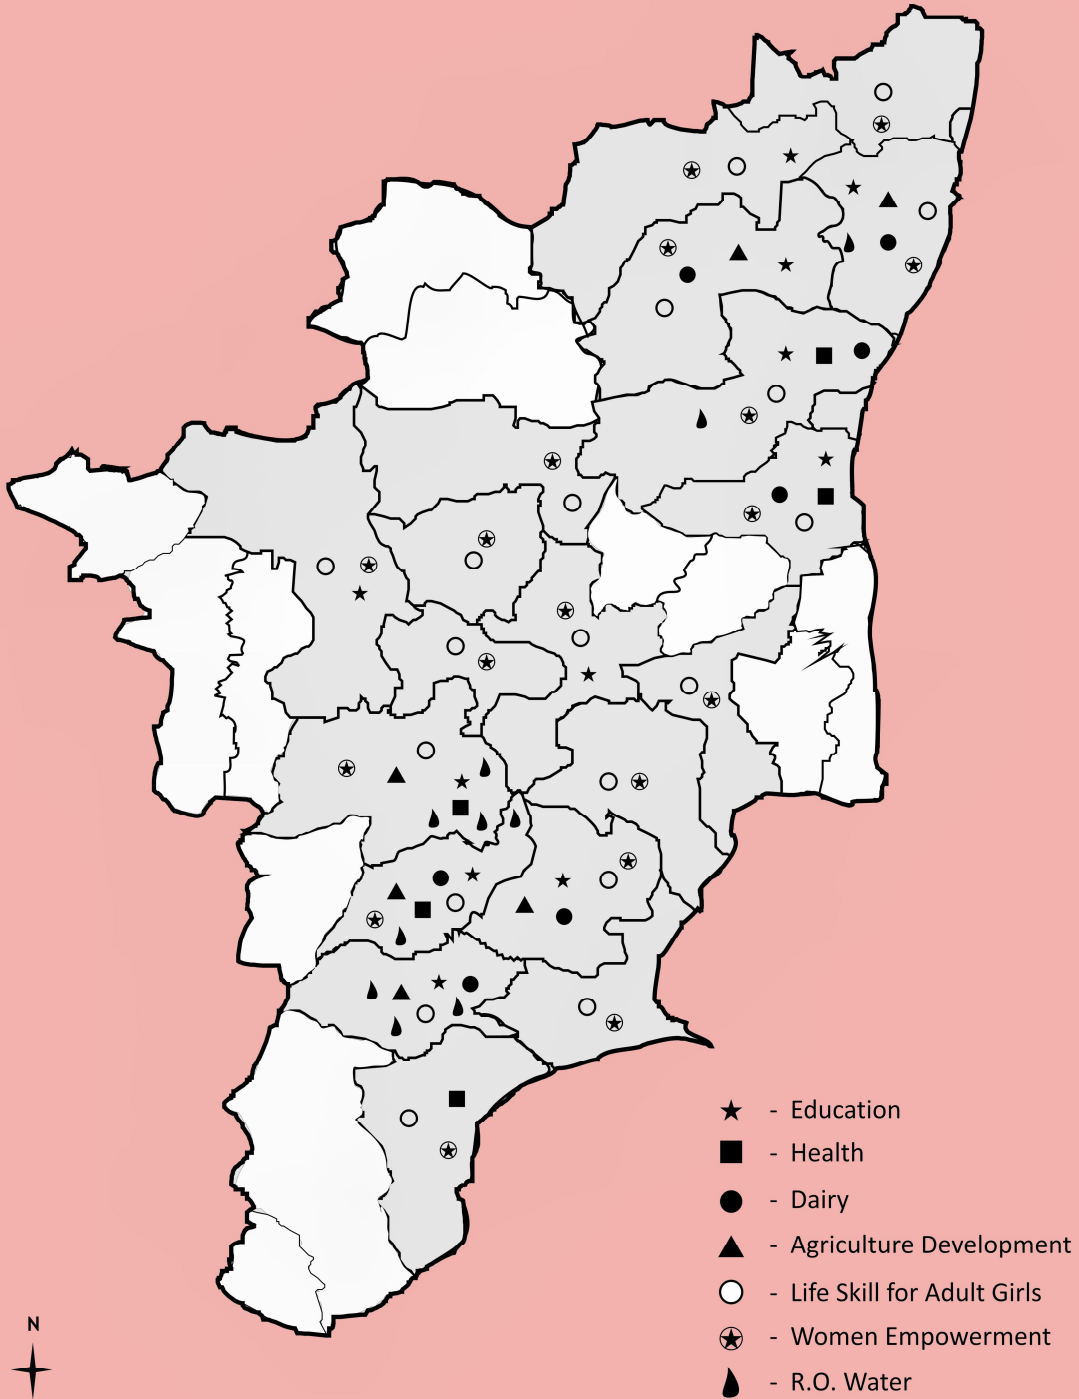 ★ - Education
■ - Health
● - Dairy
▲ - Agriculture Development
○ - Life Skill for Adult Girls
- Women Empowerment
- R.O. Water
N